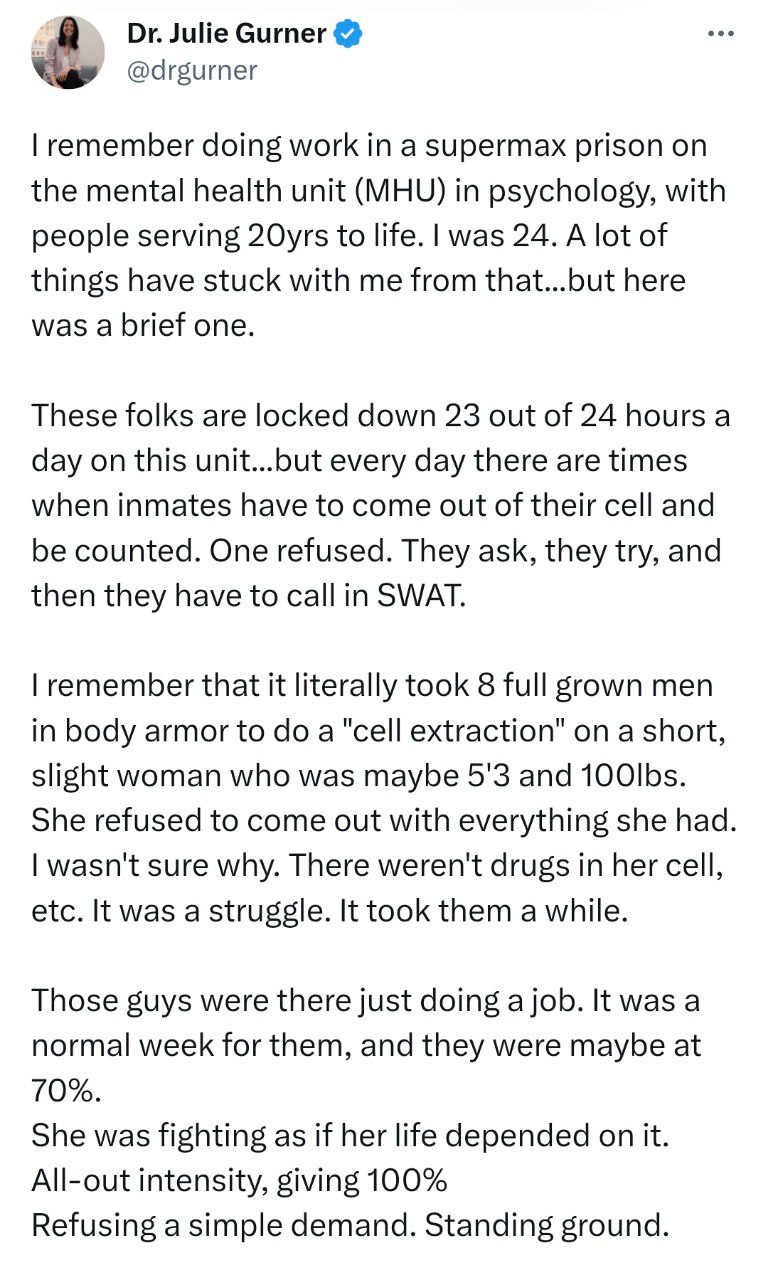 Dr. Julie Gurner
@drgurner
I remember doing work in a supermax prison on
the mental health unit (MHU) in psychology, with
people serving 20yrs to life. I was 24. A lot of
things have stuck with me from that...but here
was a brief one.
These folks are locked down 23 out of 24 hours a
day on this unit...but every day there are times
when inmates have to come out of their cell and
be counted. One refused. They ask, they try, and
then they have to call in SWAT.
I remember that it literally took 8 full grown men
in body armor to do a "cell extraction" on a short,
slight woman who was maybe 5'3 and 100lbs.
She refused to come out with everything she had.
I wasn't sure why. There weren't drugs in her cell,
etc. It was a struggle. It took them a while.
Those guys were there just doing a job. It was a
normal week for them, and they were maybe at
70%.
She was fighting as if her life depended on it.
All-out intensity, giving 100%
Refusing a simple demand. Standing ground.